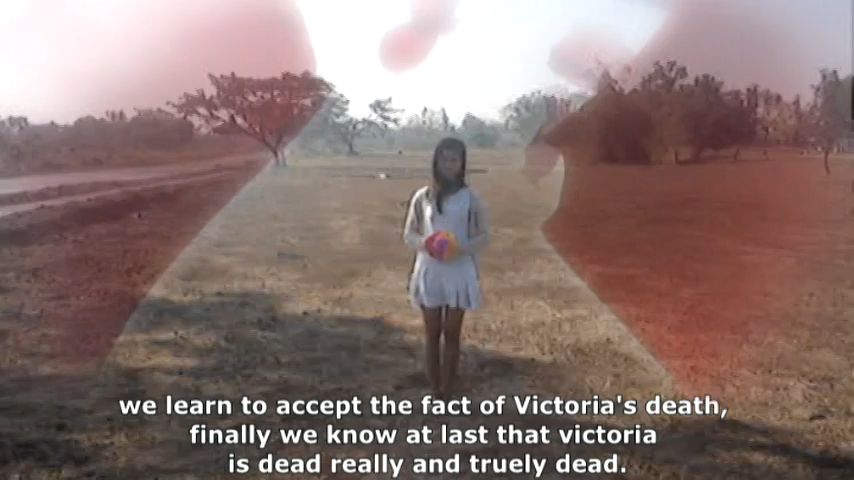 we learn to accept the fact of Victoria's death,
finally we know at last that victoria
is dead really and truely dead.